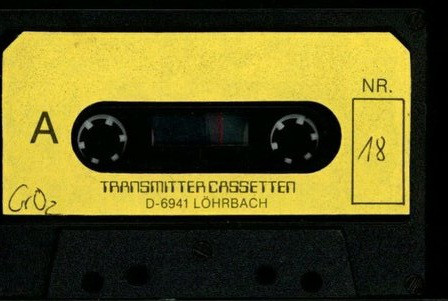 NR.
A
18
TRANSMITTER CASSETTEN
D-6941 LÖHRBACH
CrO2